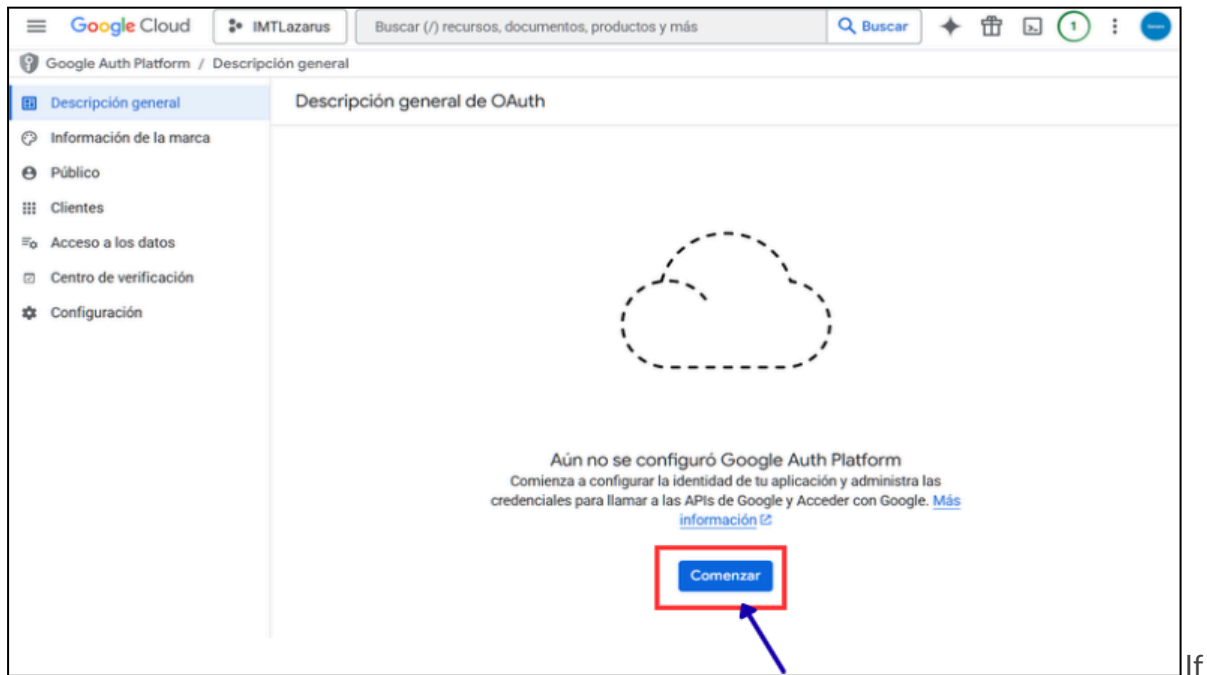 Google Cloud
IMTLazarus
Buscar (/) recursos, documentos, productos y más
Buscar
1
Google Auth Platform / Descripción general
Descripción general
Descripción general de OAuth
Información de la marca
Público
Clientes
Acceso a los datos
Centro de verificación
Configuración
Aún no se configuró Google Auth Platform
Comienza a configurar la identidad de tu aplicación y administra las
credenciales para llamar a las APIs de Google y Acceder con Google. Más
información
Comenzar
If